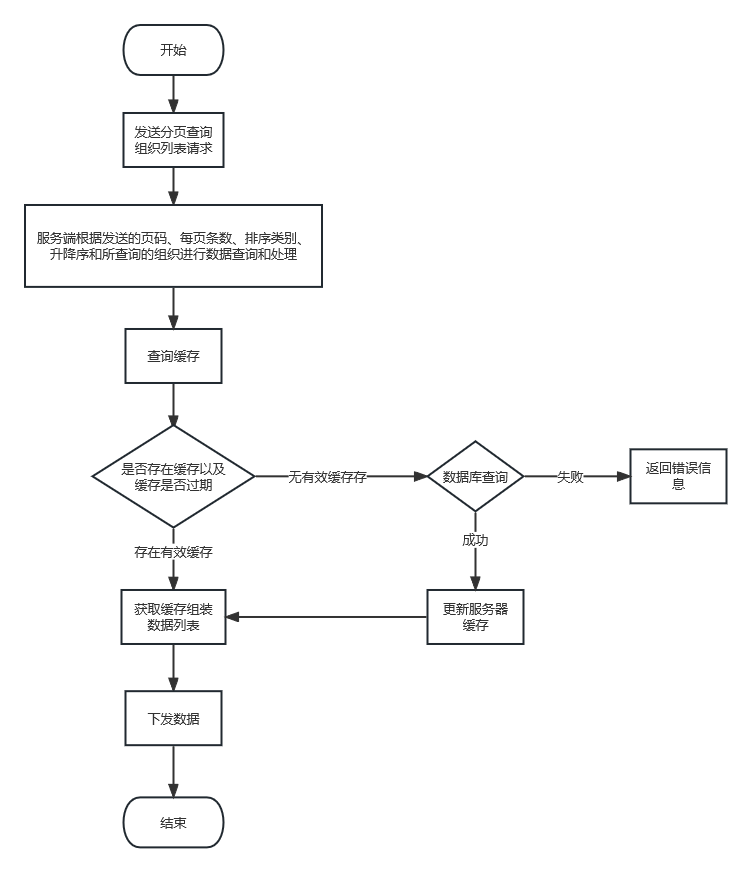 开始
发送分页查询
组织列表请求
服务端根据发送的页码、每页条数、排序类别、
升降序和所查询的组织进行数据查询和处理
查询缓存
是否存在缓存以及
缓存是否过期
无有效缓存存
数据库查询
失败
返回错误信
息
存在有效缓存
成功
获取缓存组装
数据列表
更新服务器
缓存
下发数据
结束